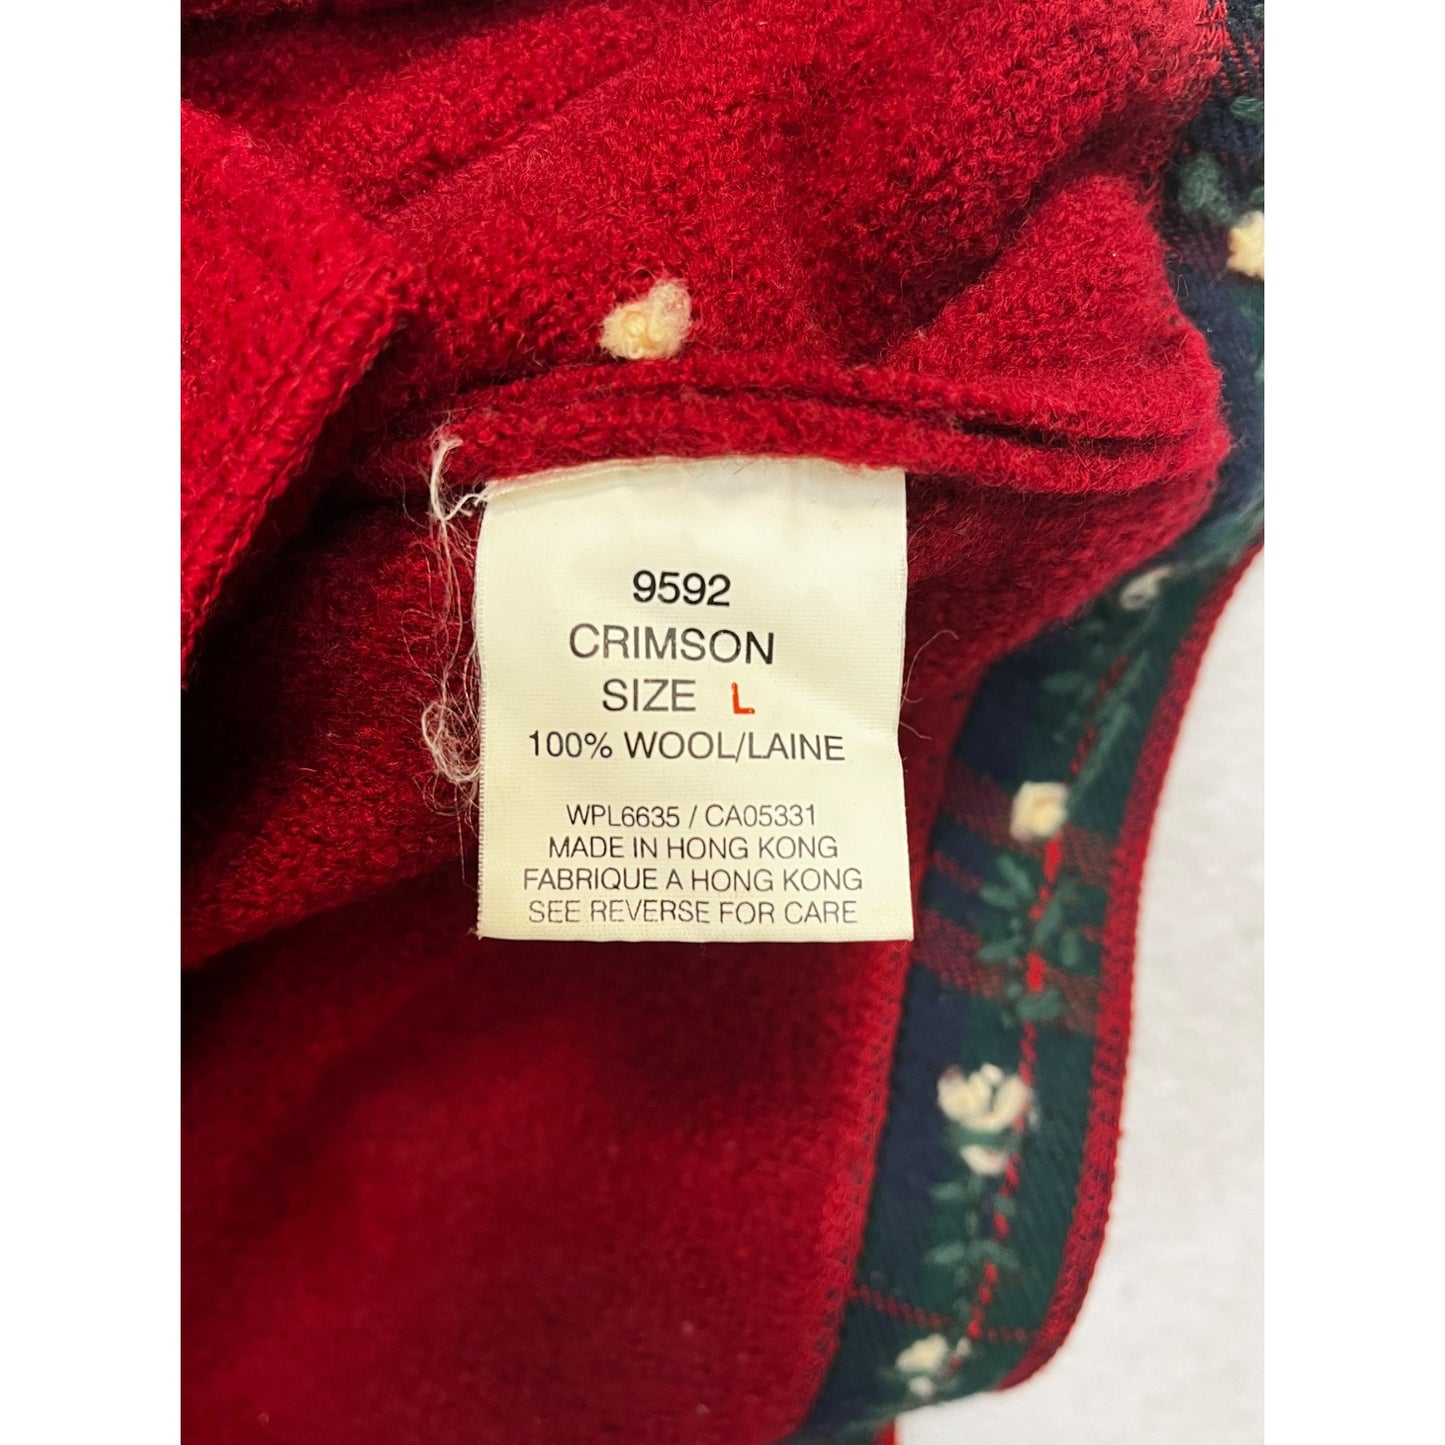 9592
CRIMSON
SIZE L
100% WOOL/LAINE
WPL6635 / CA05331
MADE IN HONG KONG
FABRIQUE A HONG KONG
SEE REVERSE FOR CARE